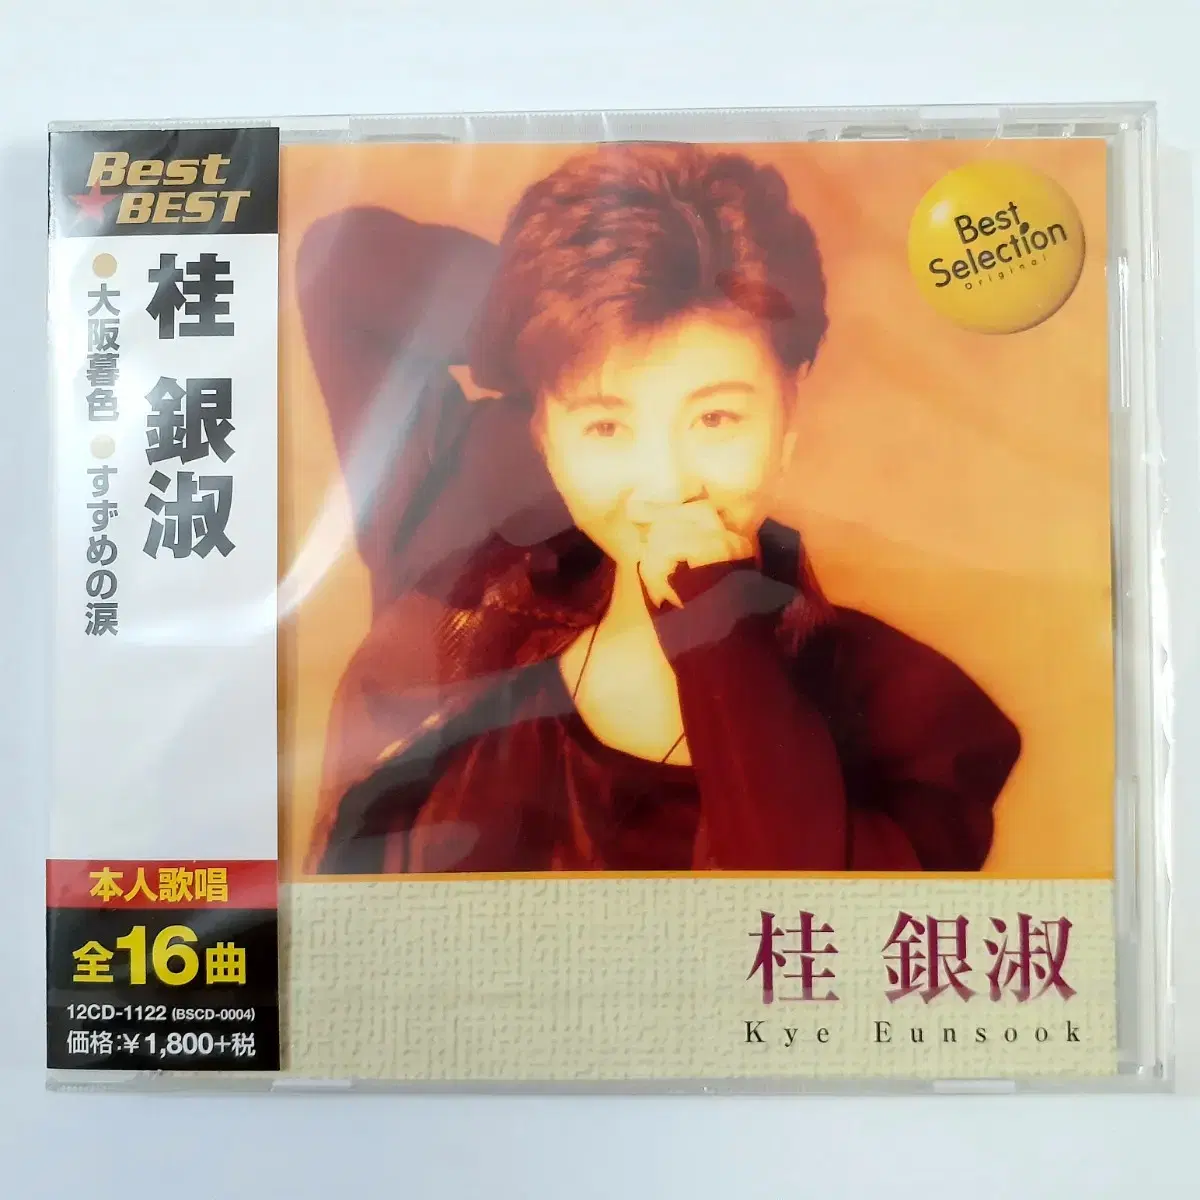 Best
BEST
桂 銀淑
●大阪暮色●すずめの涙
本人歌唱
全16曲
12CD-1122 (BSCD-0004)
価格:¥1,800+税
Best
Selection
Original
桂 銀淑
Kye Eunsook